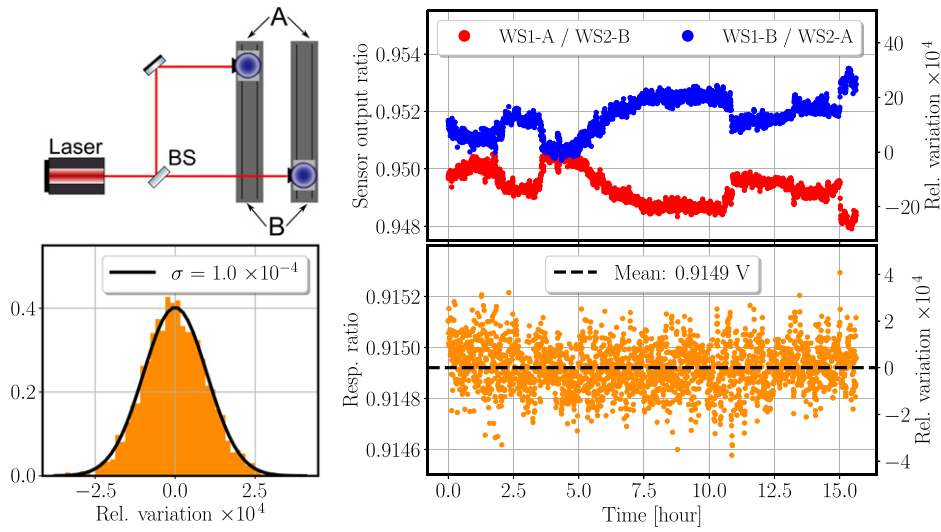 A
Laser
BS
B
WS1-A / WS2-B
WS1-B / WS2-A
0.954
0.952
0.950
0.948
Sensor output ratio
40
20
0
−20
Rel. variation ×10⁴
σ = 1.0 ×10⁻⁴
0.4
0.2
0.0
−2.5
0.0
2.5
Rel. variation ×10⁴
Mean: 0.9149 V
0.9152
0.9150
0.9148
0.9146
Resp. ratio
4
2
0
−2
−4
Rel. variation ×10⁴
0.0
2.5
5.0
7.5
10.0
12.5
15.0
Time [hour]